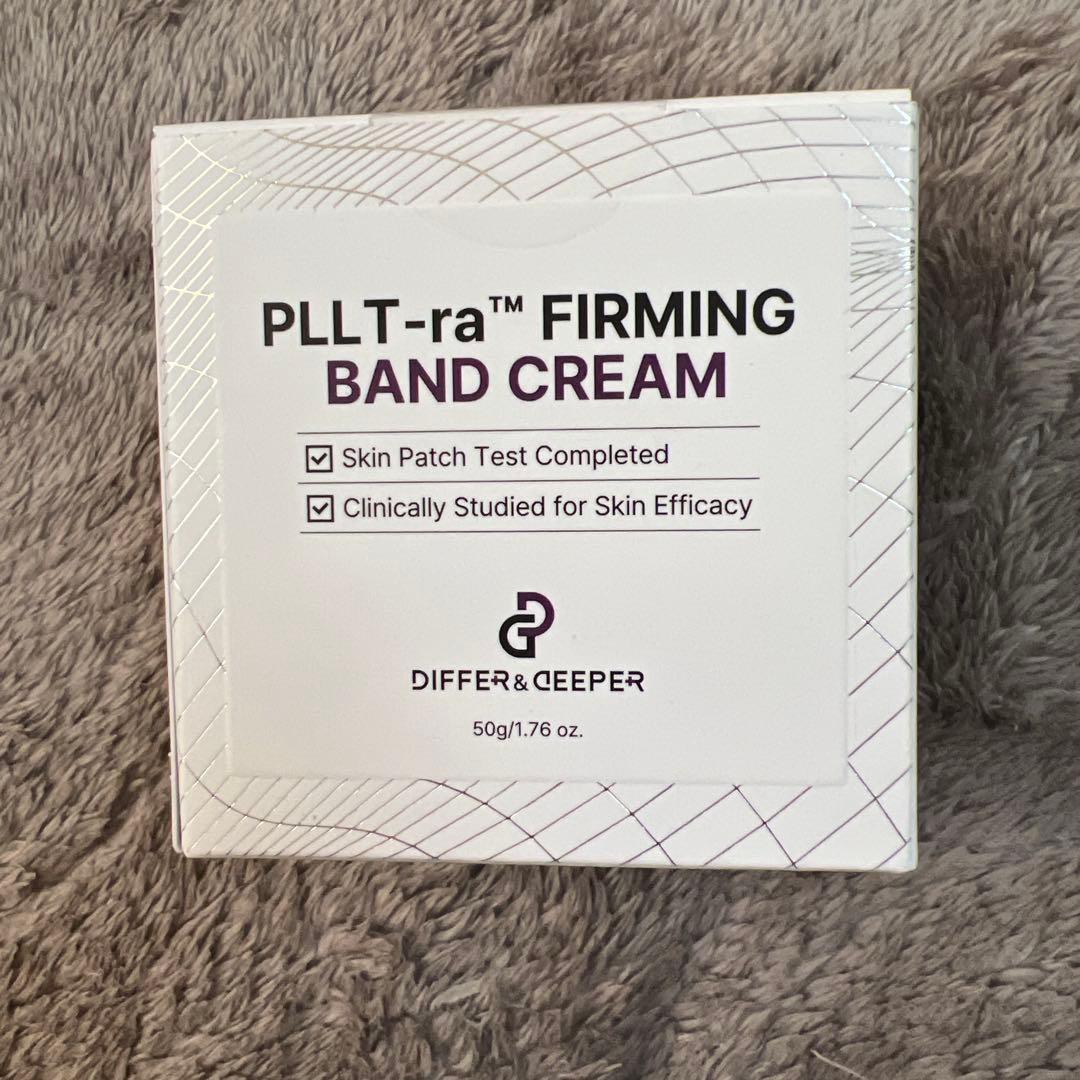 PLLT-ra™ FIRMING
BAND CREAM
Skin Patch Test Completed
Clinically Studied for Skin Efficacy
DIFFER & DEEPER
50g/1.76 oz.